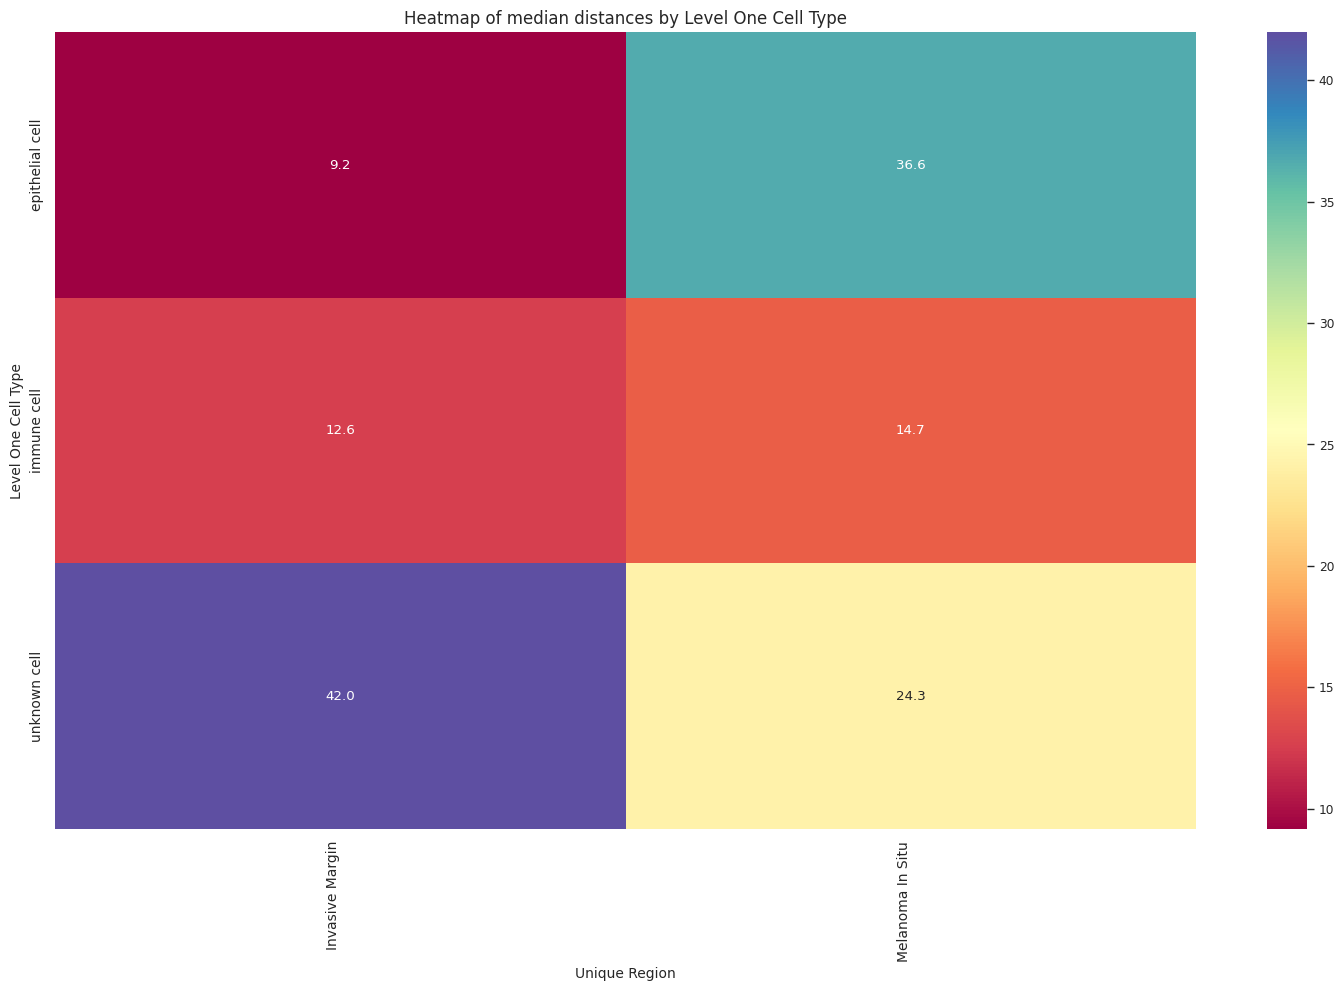 Heatmap of median distances by Level One Cell Type
Level One Cell Type
epithelial cell
immune cell
unknown cell
9.2
36.6
12.6
14.7
42.0
24.3
Invasive Margin
Melanoma In Situ
Unique Region
40
35
30
25
20
15
10